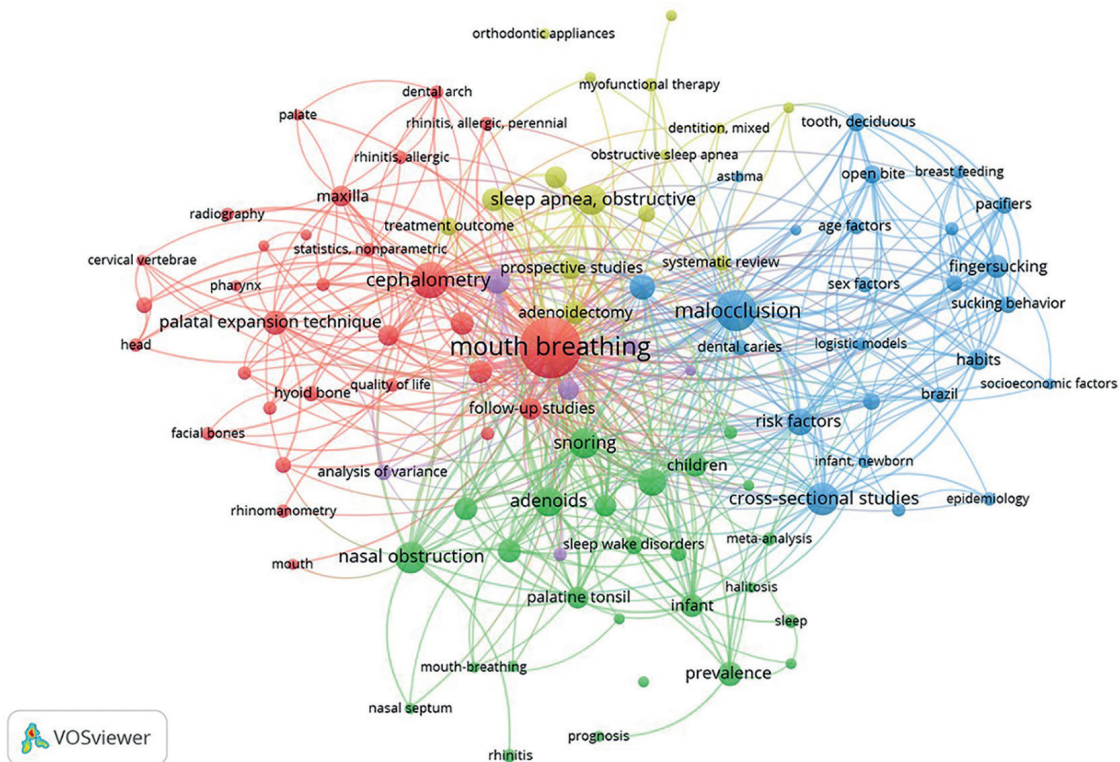 orthodontic appliances
myofunctional therapy
dental arch
palate
rhinitis, allergic, perennial
dentition, mixed
tooth, deciduous
rhinitis, allergic
obstructive sleep apnea
asthma
open bite
breast feeding
maxilla
sleep apnea, obstructive
pacifiers
radiography
treatment outcome
age factors
statistics, nonparametric
cervical vertebrae
prospective studies
systematic review
fingersucking
cephalometry
pharynx
sex factors
sucking behavior
adenoidectomy
malocclusion
palatal expansion technique
head
mouth breathing
dental caries
logistic models
habits
quality of life
socioeconomic factors
hyoid bone
brazil
follow-up studies
risk factors
facial bones
snoring
analysis of variance
children
infant, newborn
adenoids
cross-sectional studies
epidemiology
rhinomanometry
nasal obstruction
sleep wake disorders
meta-analysis
mouth
halitosis
palatine tonsil
infant
sleep
mouth-breathing
prevalence
nasal septum
prognosis
VOSviewer
rhinitis